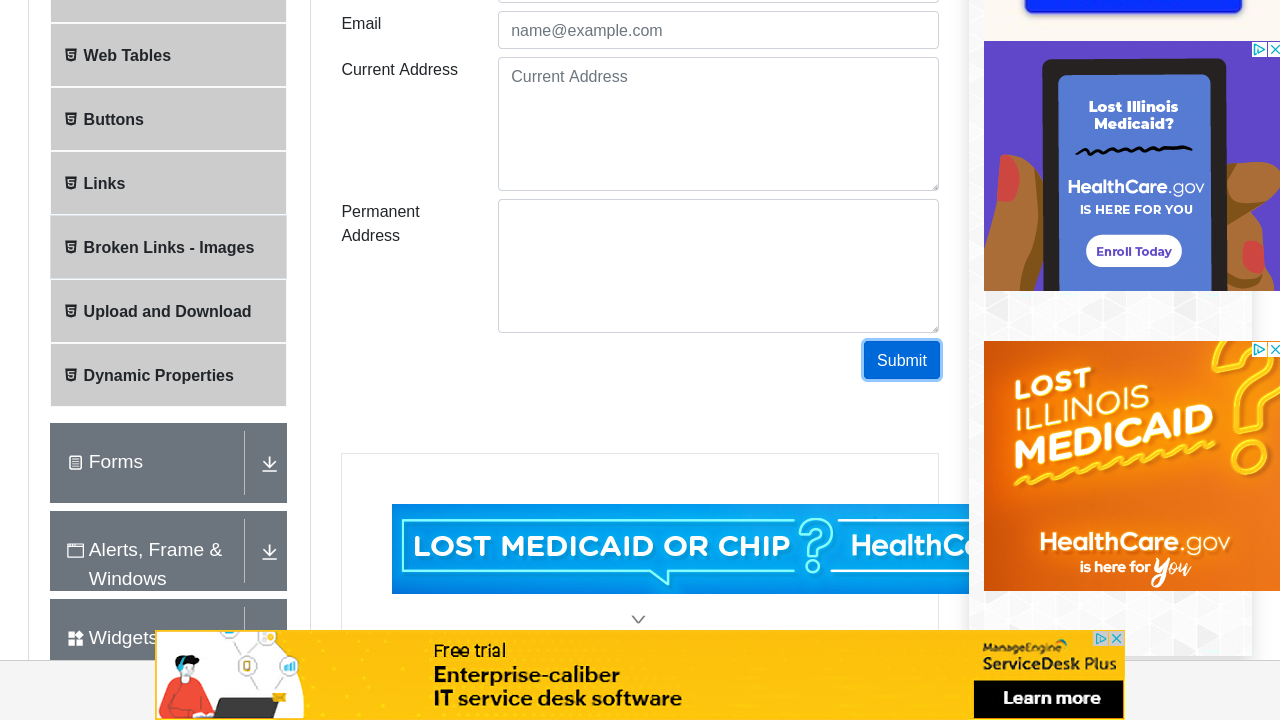 Web Tables
Buttons
Links
Broken Links - Images
Upload and Download
Dynamic Properties
Forms
Alerts, Frame &
Windows
Widgets
Email
name@example.com
Current Address
Current Address
Permanent
Address
Submit
LOST MEDICAID OR CHIP? HealthCa
Lost Illinois
Medicaid?
HealthCare.gov
IS HERE FOR YOU
Enroll Today
LOST
ILLINOIS
MEDICAID
?
HealthCare.gov
is here for you
Free trial
Enterprise-caliber
IT service desk software
ManageEngine
ServiceDesk Plus
Learn more